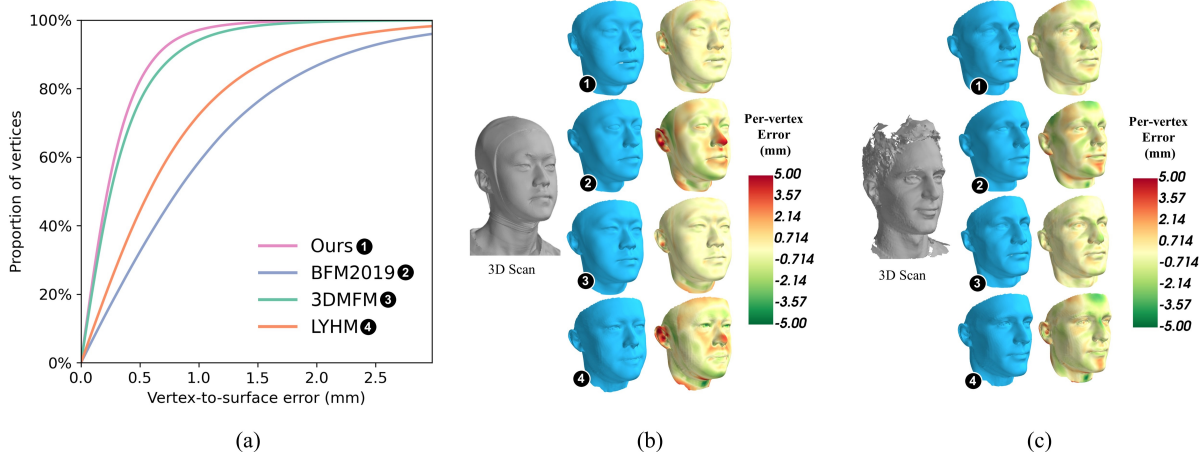 100%
80%
60%
40%
20%
0%
Proportion of vertices
0.0 0.5 1.0 1.5 2.0 2.5
Vertex-to-surface error (mm)
Ours 1
BFM2019 2
3DMFM 3
LYHM 4
(a)
3D Scan
1
2
3
4
Per-vertex
Error
(mm)
5.00
3.57
2.14
0.714
-0.714
-2.14
-3.57
-5.00
(b)
3D Scan
1
2
3
4
Per-vertex
Error
(mm)
5.00
3.57
2.14
0.714
-0.714
-2.14
-3.57
-5.00
(c)